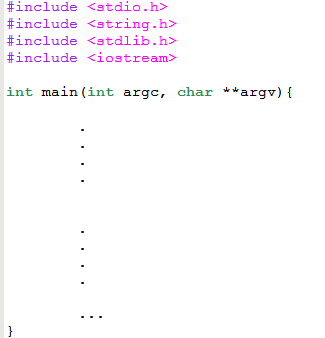 #include <stdio.h>
#include <string.h>
#include <stdlib.h>
#include <iostream>
int main(int argc, char **argv){
.
.
.
.
.
.
.
.
...
}